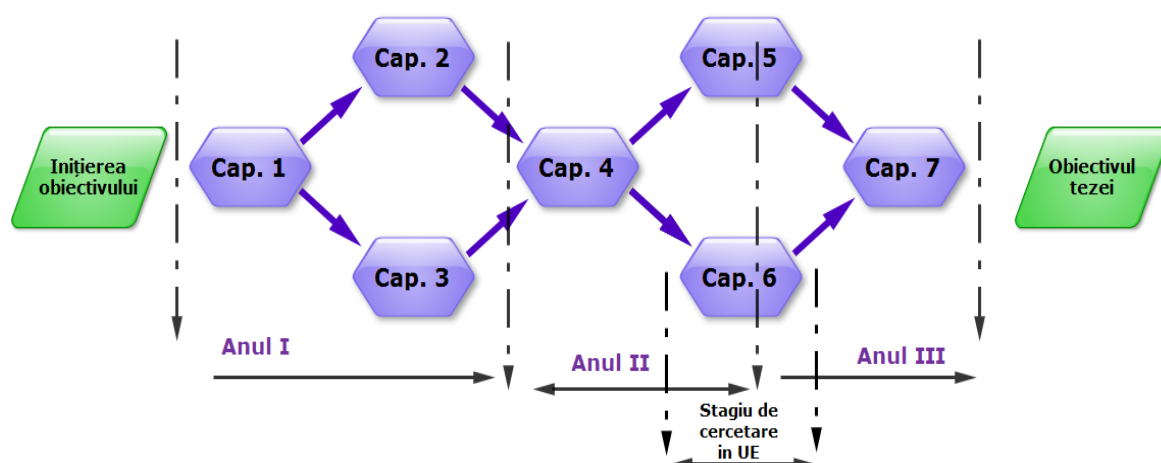 Cap. 2
Cap. 5
Inițierea
obiectivului
Cap. 1
Cap. 4
Cap. 7
Obiectivul
tezei
Cap. 3
Cap. 6
Anul I
Anul II
Anul III
Stagiu de
cercetare
in UE